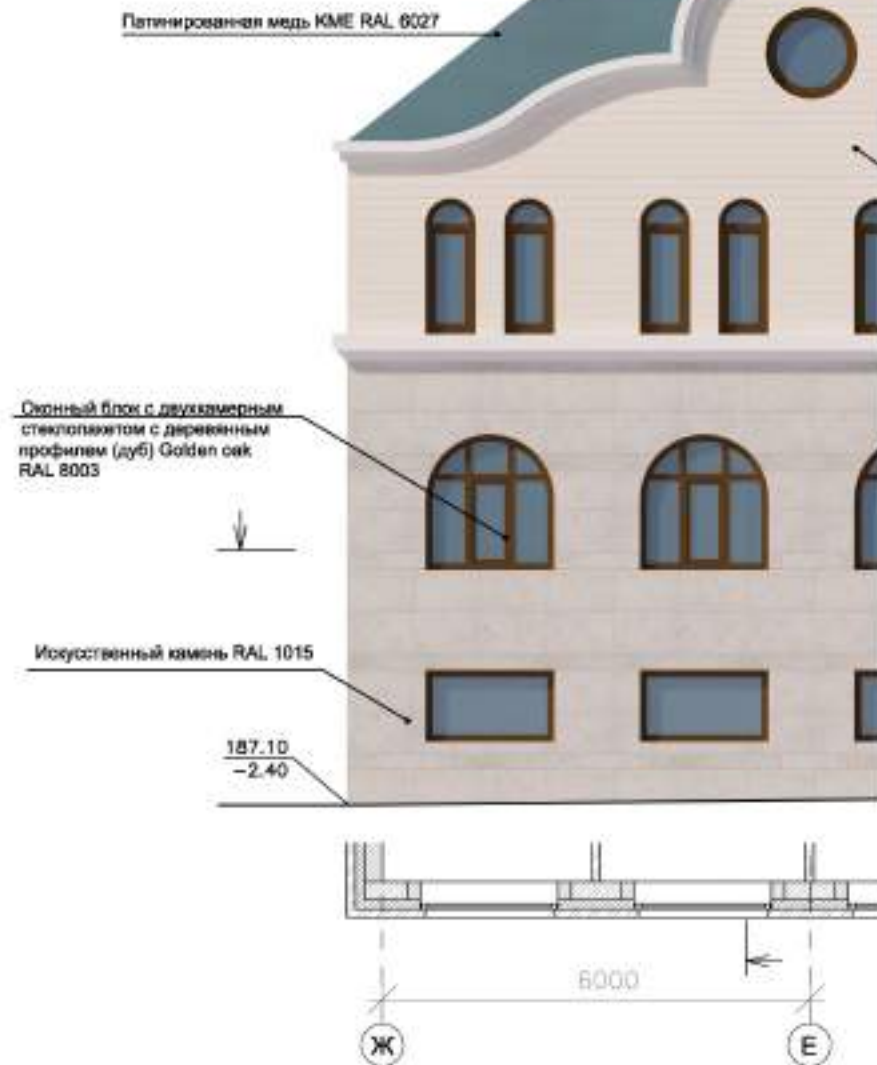 Патинированная медь KME RAL 6027
Оконный блок с двухкамерным
стеклопакетом с деревянным
профилем (дуб) Golden oak
RAL 8003
Искусственный камень RAL 1015
187.10
-2.40
6000
Ж
Е